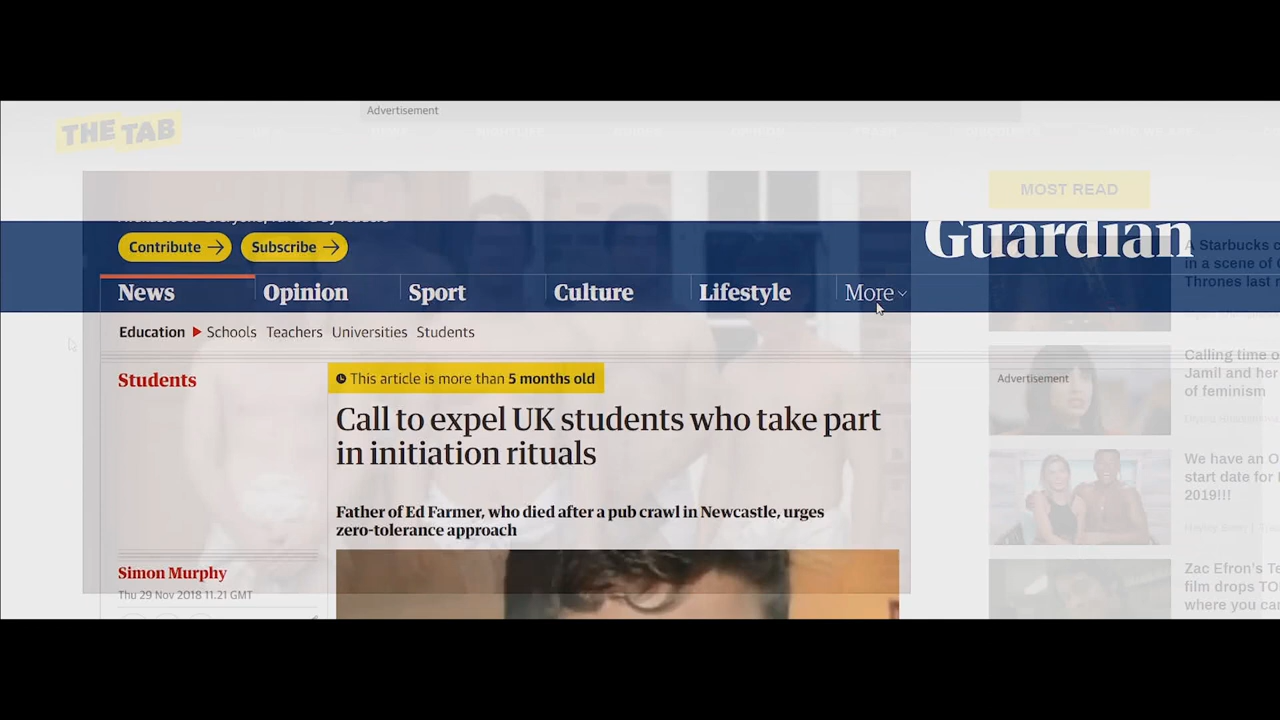 Advertisement
THE TAB
MOST READ
Contribute
Subscribe
Guardian
A Starbucks c
in a scene of
Thrones last
News
Opinion
Sport
Culture
Lifestyle
More
Education
Schools
Teachers
Universities
Students
Students
This article is more than 5 months old
Calling time o
Jamil and her
of feminism
Advertisement
Call to expel UK students who take part
in initiation rituals
We have an O
start date for
2019!!!
Father of Ed Farmer, who died after a pub crawl in Newcastle, urges
zero-tolerance approach
Simon Murphy
Thu 29 Nov 2018 11.21 GMT
Zac Efron's Te
film drops TO
where you can